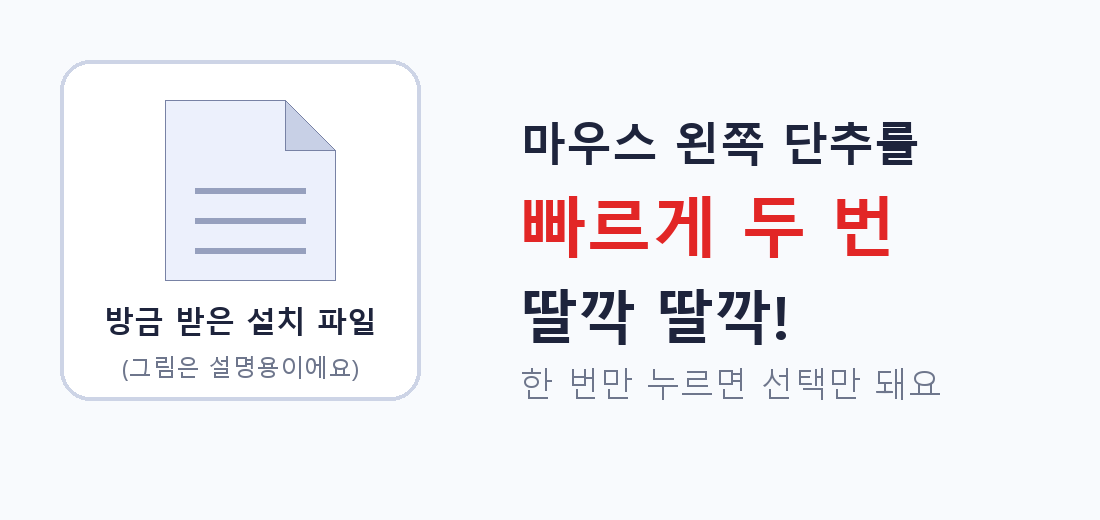 방금 받은 설치 파일
(그림은 설명용이에요)
마우스 왼쪽 단추를
빠르게 두 번
딸깍 딸깍!
한 번만 누르면 선택만 돼요